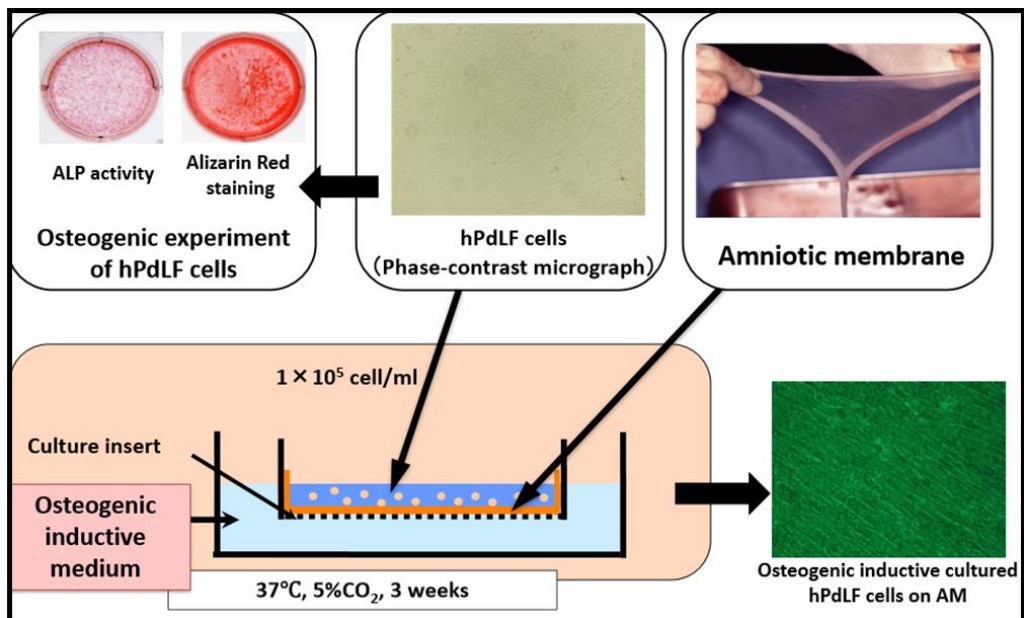 ALP activity
Alizarin Red
staining
Osteogenic experiment
of hPdLF cells
hPdLF cells
(Phase-contrast micrograph)
Amniotic membrane
1×10⁵ cell/ml
Culture insert
Osteogenic
inductive
medium
37℃, 5%CO₂, 3 weeks
Osteogenic inductive cultured
hPdLF cells on AM